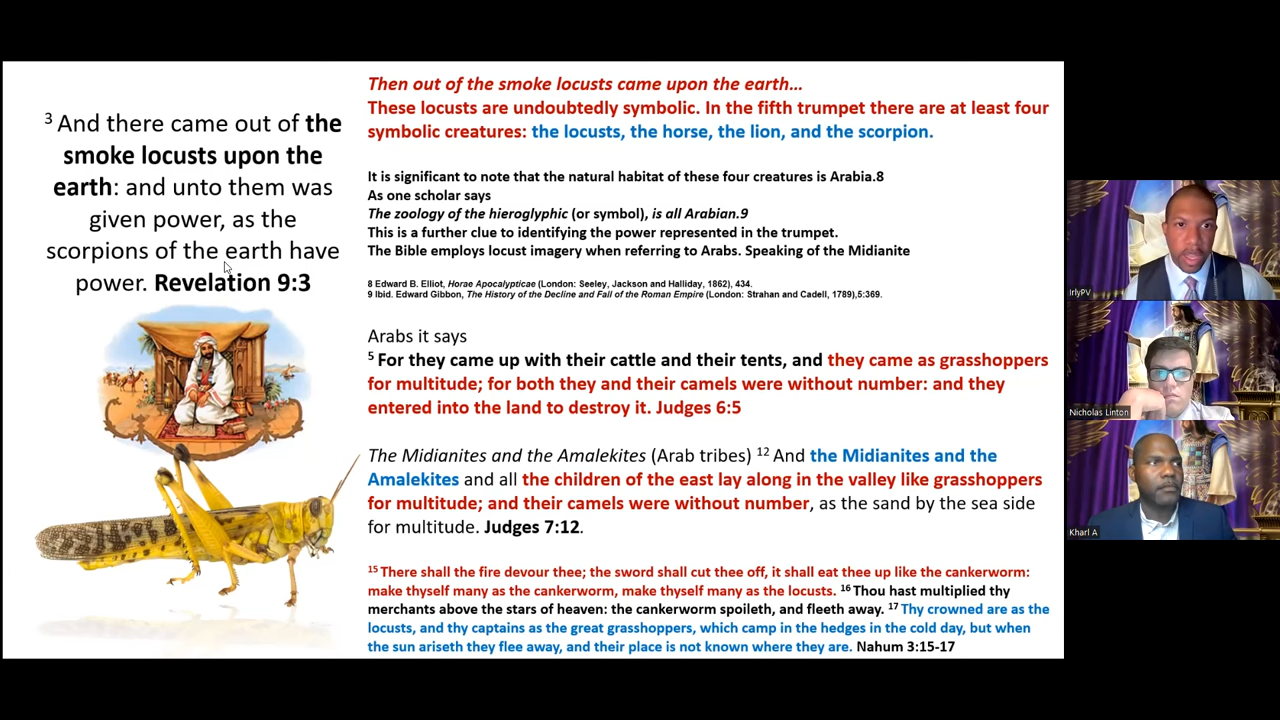 3 And there came out of the
smoke locusts upon the
earth: and unto them was
given power, as the
scorpions of the earth have
power. Revelation 9:3
Then out of the smoke locusts came upon the earth…
These locusts are undoubtedly symbolic. In the fifth trumpet there are at least four
symbolic creatures: the locusts, the horse, the lion, and the scorpion.
It is significant to note that the natural habitat of these four creatures is Arabia.8
As one scholar says
The zoology of the hieroglyphic (or symbol), is all Arabian.9
This is a further clue to identifying the power represented in the trumpet.
The Bible employs locust imagery when referring to Arabs. Speaking of the Midianite
8 Edward B. Elliot, Horae Apocalypticae (London: Seeley, Jackson and Halliday, 1862), 434.
9 Ibid. Edward Gibbon, The History of the Decline and Fall of the Roman Empire (London: Strahan and Cadell, 1789),5:369.
Arabs it says
5 For they came up with their cattle and their tents, and they came as grasshoppers
for multitude; for both they and their camels were without number: and they
entered into the land to destroy it. Judges 6:5
The Midianites and the Amalekites (Arab tribes) 12 And the Midianites and the
Amalekites and all the children of the east lay along in the valley like grasshoppers
for multitude; and their camels were without number, as the sand by the sea side
for multitude. Judges 7:12.
15 There shall the fire devour thee; the sword shall cut thee off, it shall eat thee up like the cankerworm:
make thyself many as the cankerworm, make thyself many as the locusts. 16 Thou hast multiplied thy
merchants above the stars of heaven: the cankerworm spoileth, and fleeth away. 17 Thy crowned are as the
locusts, and thy captains as the great grasshoppers, which camp in the hedges in the cold day, but when
the sun ariseth they flee away, and their place is not known where they are. Nahum 3:15-17
IrlyPV
Nicholas Linton
Kharl A